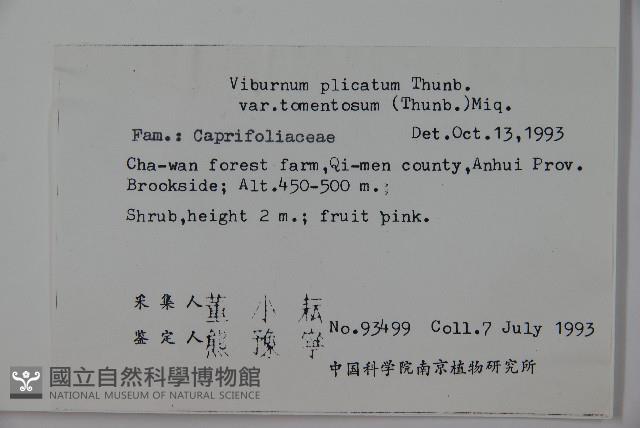 Viburnum plicatum Thunb.
var.tomentosum (Thunb.)Miq.
Fam.: Caprifoliaceae Det.Oct.13,1993
Cha-wan forest farm,Qi-men county,Anhui Prov.
Brookside; Alt.450-500 m.;
Shrub,height 2 m.; fruit pink.
采集人 董小耘
鉴定人 熊豫宁 No.93499 Coll.7 July 1993
中国科学院南京植物研究所
國立自然科學博物館
NATIONAL MUSEUM OF NATURAL SCIENCE